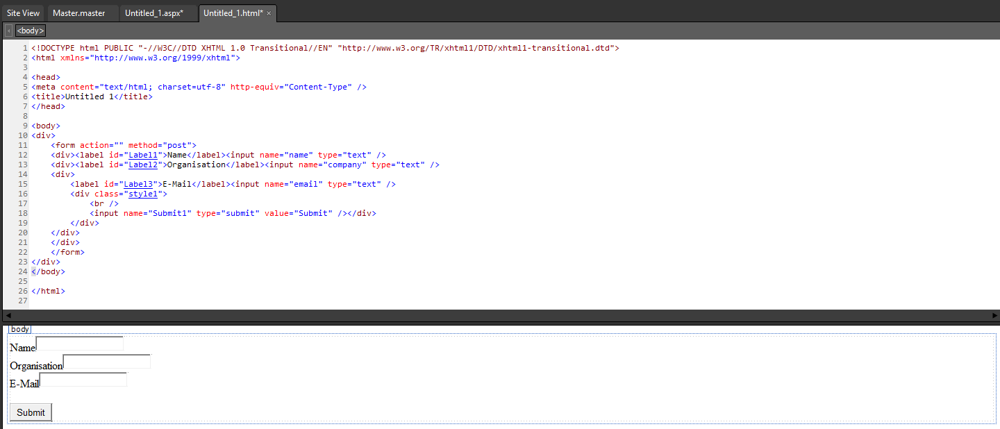 Site View Master.master Untitled_1.aspx* Untitled_1.html* ×
<body>
1 <!DOCTYPE html PUBLIC "-//W3C//DTD XHTML 1.0 Transitional//EN" "http://www.w3.org/TR/xhtml1/DTD/xhtml1-transitional.dtd">
2 <html xmlns="http://www.w3.org/1999/xhtml">
3
4 <head>
5 <meta content="text/html; charset=utf-8" http-equiv="Content-Type" />
6 <title>Untitled 1</title>
7 </head>
8
9 <body>
10 <div>
11     <form action="" method="post">
12     <div><label id="Label1">Name</label><input name="name" type="text" />
13     <div><label id="Label2">Organisation</label><input name="company" type="text" />
14     <div>
15         <label id="Label3">E-Mail</label><input name="email" type="text" />
16         <div class="style1">
17             <br />
18             <input name="Submit1" type="submit" value="Submit" /></div>
19         </div>
20     </div>
21     </div>
22     </form>
23 </div>
24 </body>
25
26 </html>
27
body
Name
Organisation
E-Mail
Submit